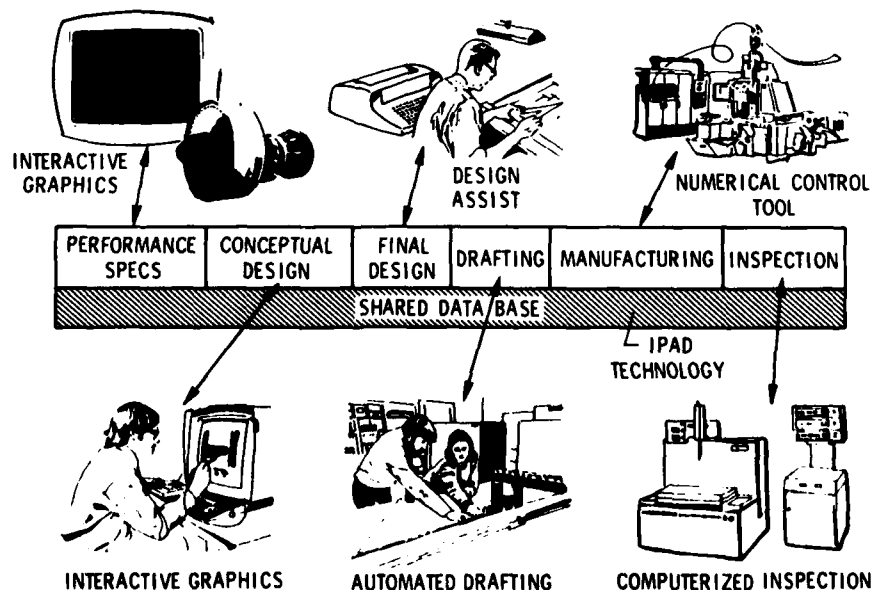 INTERACTIVE
GRAPHICS
DESIGN
ASSIST
NUMERICAL CONTROL
TOOL
PERFORMANCE
SPECS
CONCEPTUAL
DESIGN
FINAL
DESIGN
DRAFTING
MANUFACTURING
INSPECTION
SHARED DATA BASE
IPAD
TECHNOLOGY
INTERACTIVE GRAPHICS
AUTOMATED DRAFTING
COMPUTERIZED INSPECTION